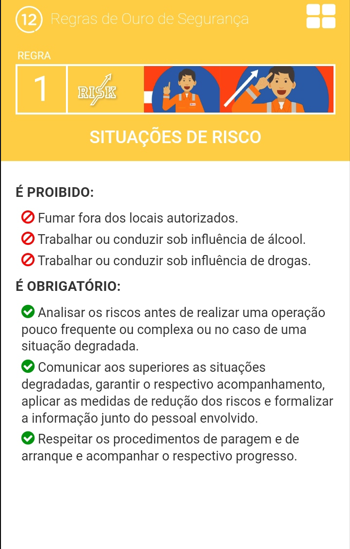 12 Regras de Ouro de Segurança
REGRA
1 RISK
SITUAÇÕES DE RISCO
É PROIBIDO:
Fumar fora dos locais autorizados.
Trabalhar ou conduzir sob influência de álcool.
Trabalhar ou conduzir sob influência de drogas.
É OBRIGATÓRIO:
Analisar os riscos antes de realizar uma operação
pouco frequente ou complexa ou no caso de uma
situação degradada.
Comunicar aos superiores as situações
degradadas, garantir o respectivo acompanhamento,
aplicar as medidas de redução dos riscos e formalizar
a informação junto do pessoal envolvido.
Respeitar os procedimentos de paragem e de
arranque e acompanhar o respectivo progresso.